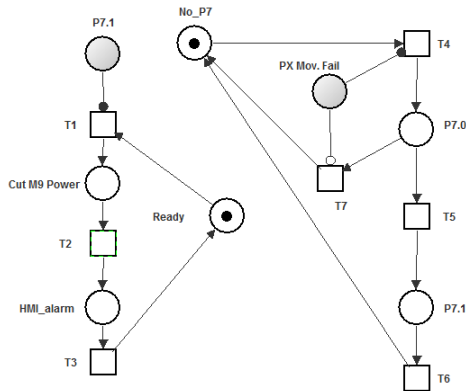 P7.1
No_P7
T4
PX Mov. Fail
T1
P7.0
Cut M9 Power
T7
Ready
T5
T2
HMI_alarm
P7.1
T3
T6